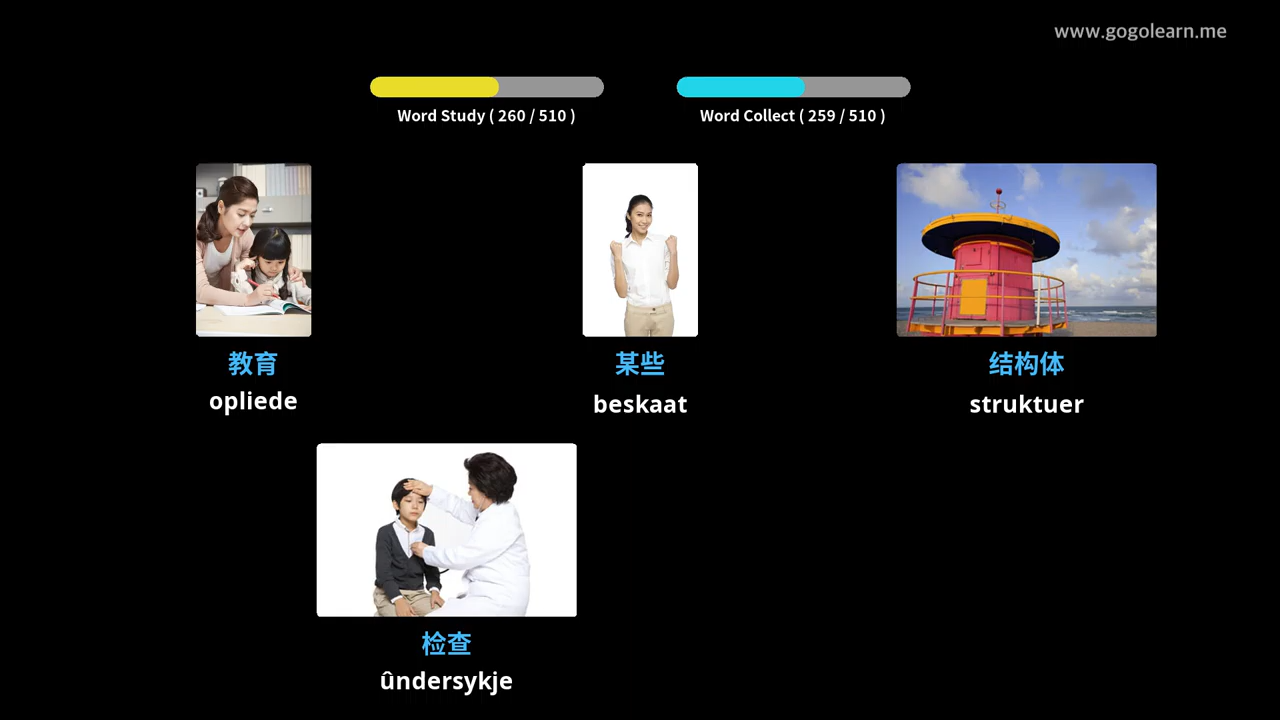 www.gogolearn.me
Word Study ( 260 / 510 )
Word Collect ( 259 / 510 )
教育
opliede
某些
beskaat
结构体
struktuer
检查
ûndersykje